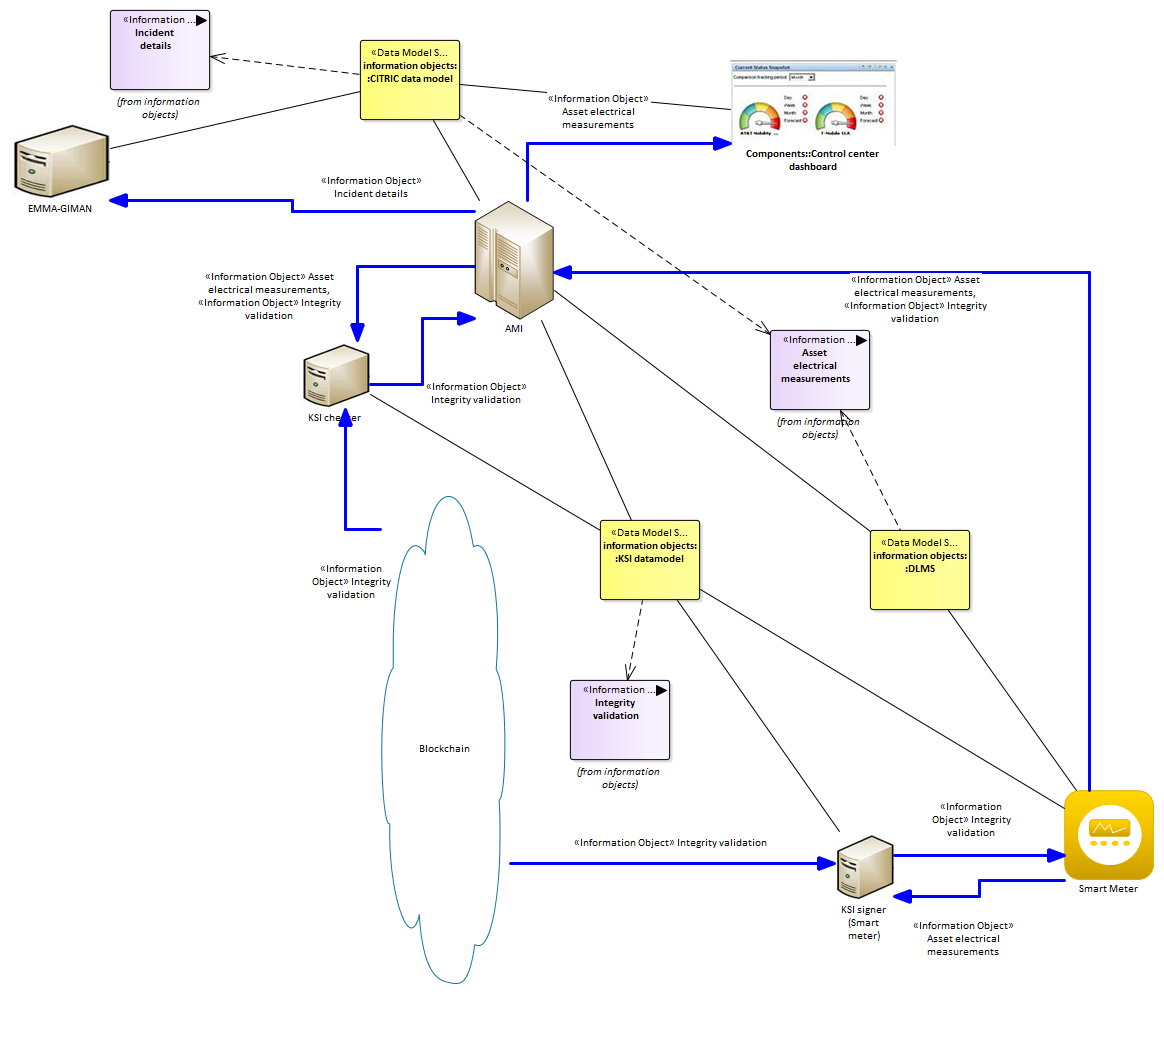 «Information ...
Incident
details
(from information
objects)
«Data Model S...
information objects:
:CITRIC data model
«Information Object»
Asset electrical
measurements
Current Status Snapshot
Comparison tracking period
Day
Week
Month
Forecast
Day
Week
Month
Forecast
AT&T Mobility ...
T-Mobile SLA
Components::Control center
dashboard
EMMA-GIMAN
«Information Object»
Incident details
AMI
«Information Object» Asset
electrical measurements,
«Information Object» Integrity
validation
«Information Object» Asset
electrical measurements,
«Information Object» Integrity
validation
«Information ...
Asset
electrical
measurements
(from information
objects)
«Information Object»
Integrity validation
KSI checker
«Data Model S...
information objects:
:KSI datamodel
«Data Model S...
information objects:
:DLMS
«Information
Object» Integrity
validation
«Information ...
Integrity
validation
(from information
objects)
Blockchain
«Information Object» Integrity validation
«Information
Object» Integrity
validation
Smart Meter
KSI signer
(Smart
meter)
«Information Object»
Asset electrical
measurements